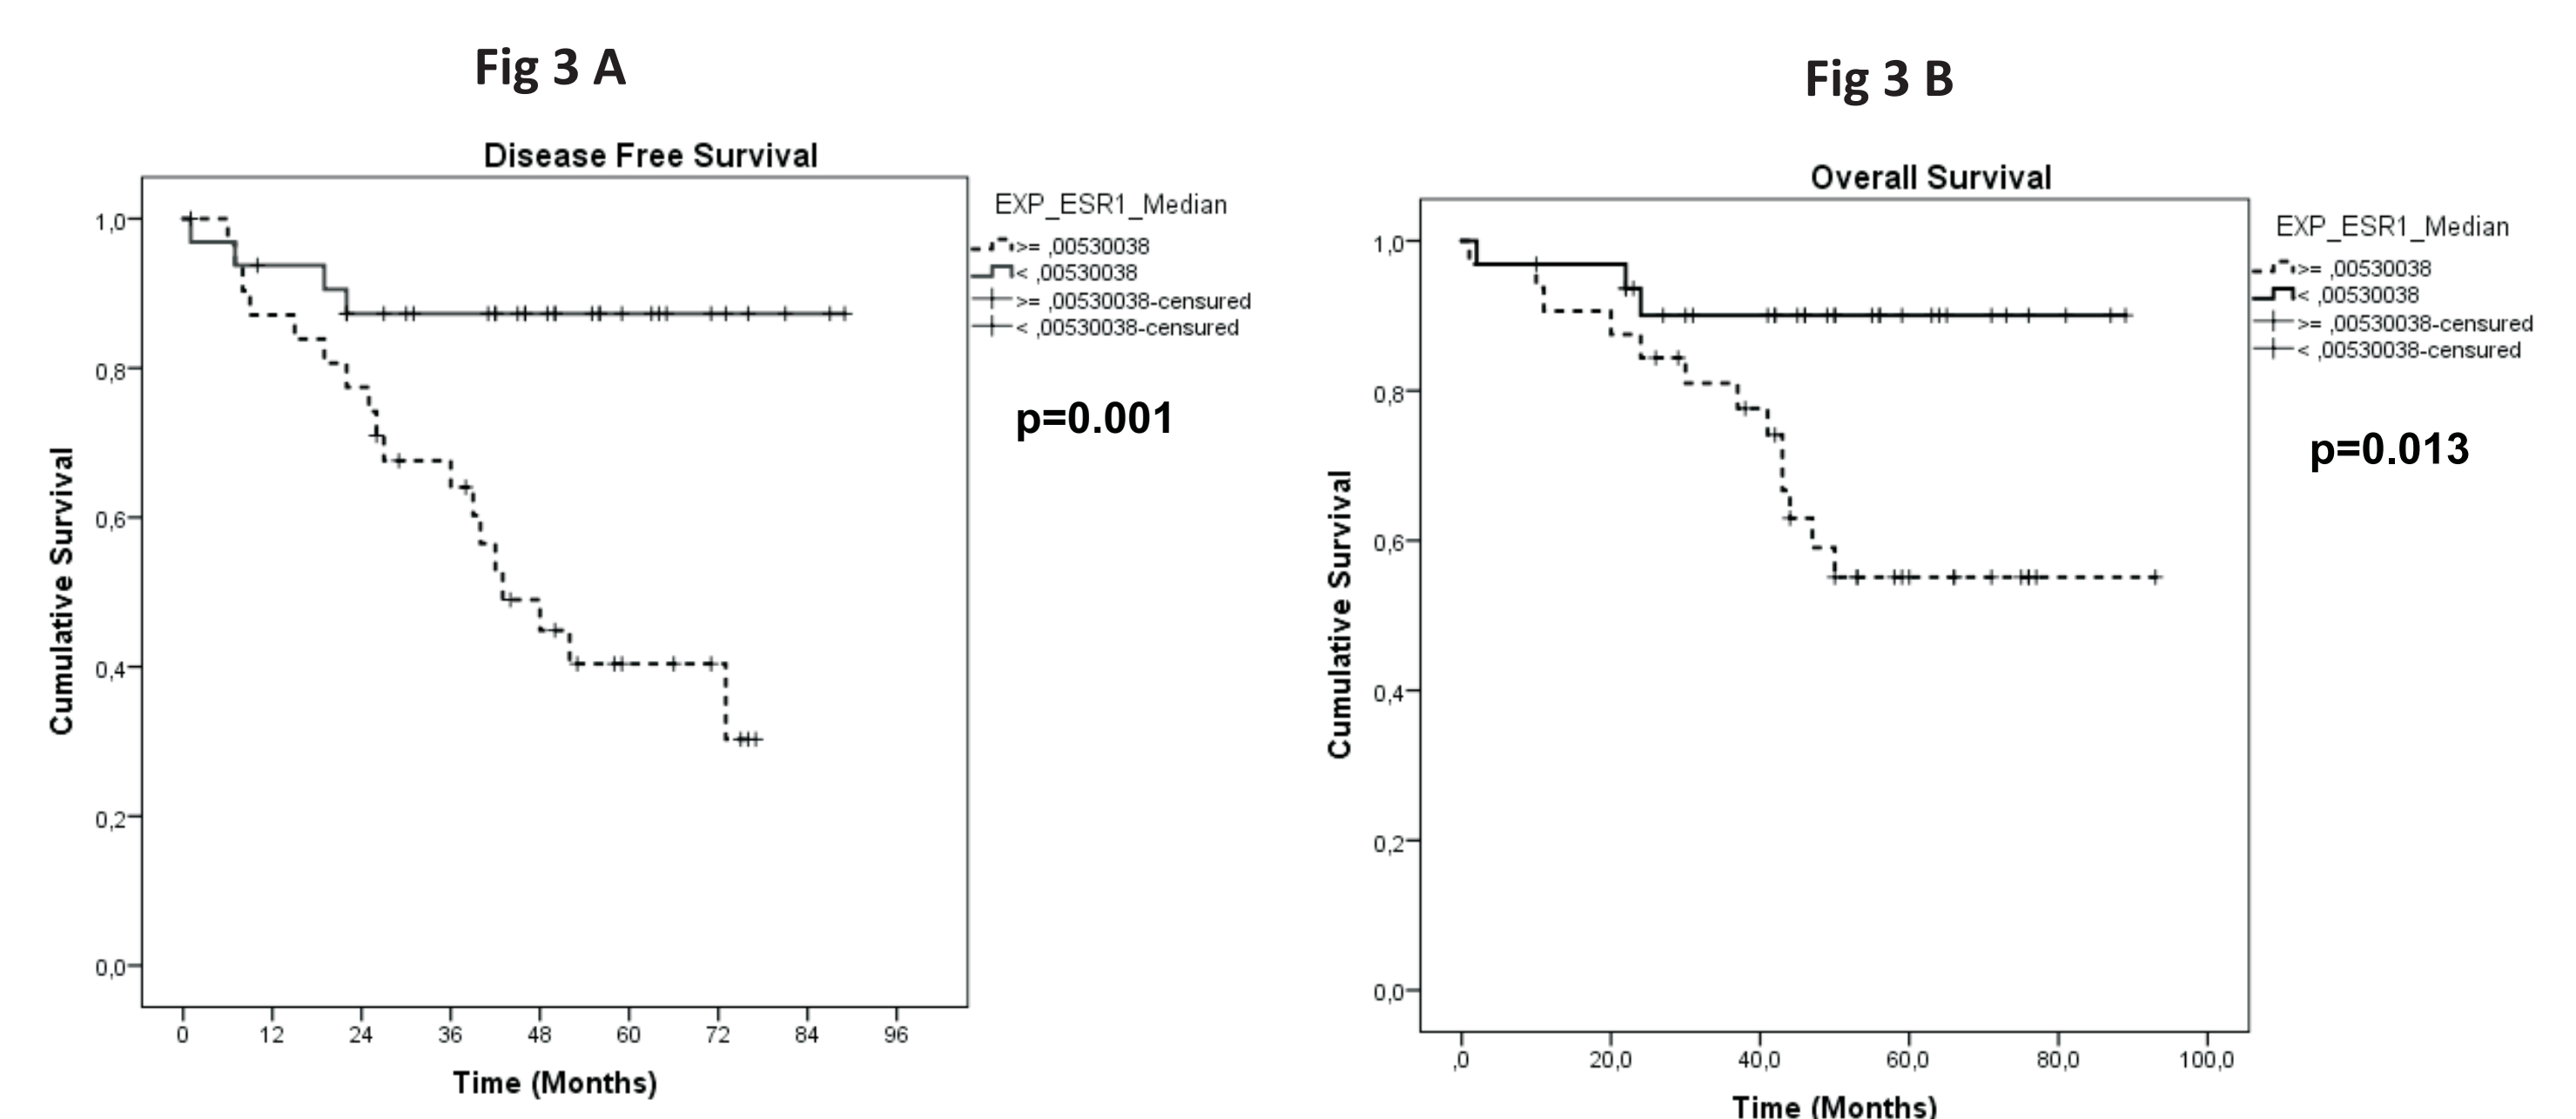 Fig 3 A
Disease Free Survival
Cumulative Survival
1,0
0,8
0,6
0,4
0,2
0,0
0 12 24 36 48 60 72 84 96
Time (Months)
EXP_ESR1_Median
>= ,00530038
< ,00530038
>= ,00530038-censured
< ,00530038-censured
p=0.001
Fig 3 B
Overall Survival
Cumulative Survival
1,0
0,8
0,6
0,4
0,2
0,0
,0 20,0 40,0 60,0 80,0 100,0
Time (Months)
EXP_ESR1_Median
>= ,00530038
< ,00530038
>= ,00530038-censured
< ,00530038-censured
p=0.013